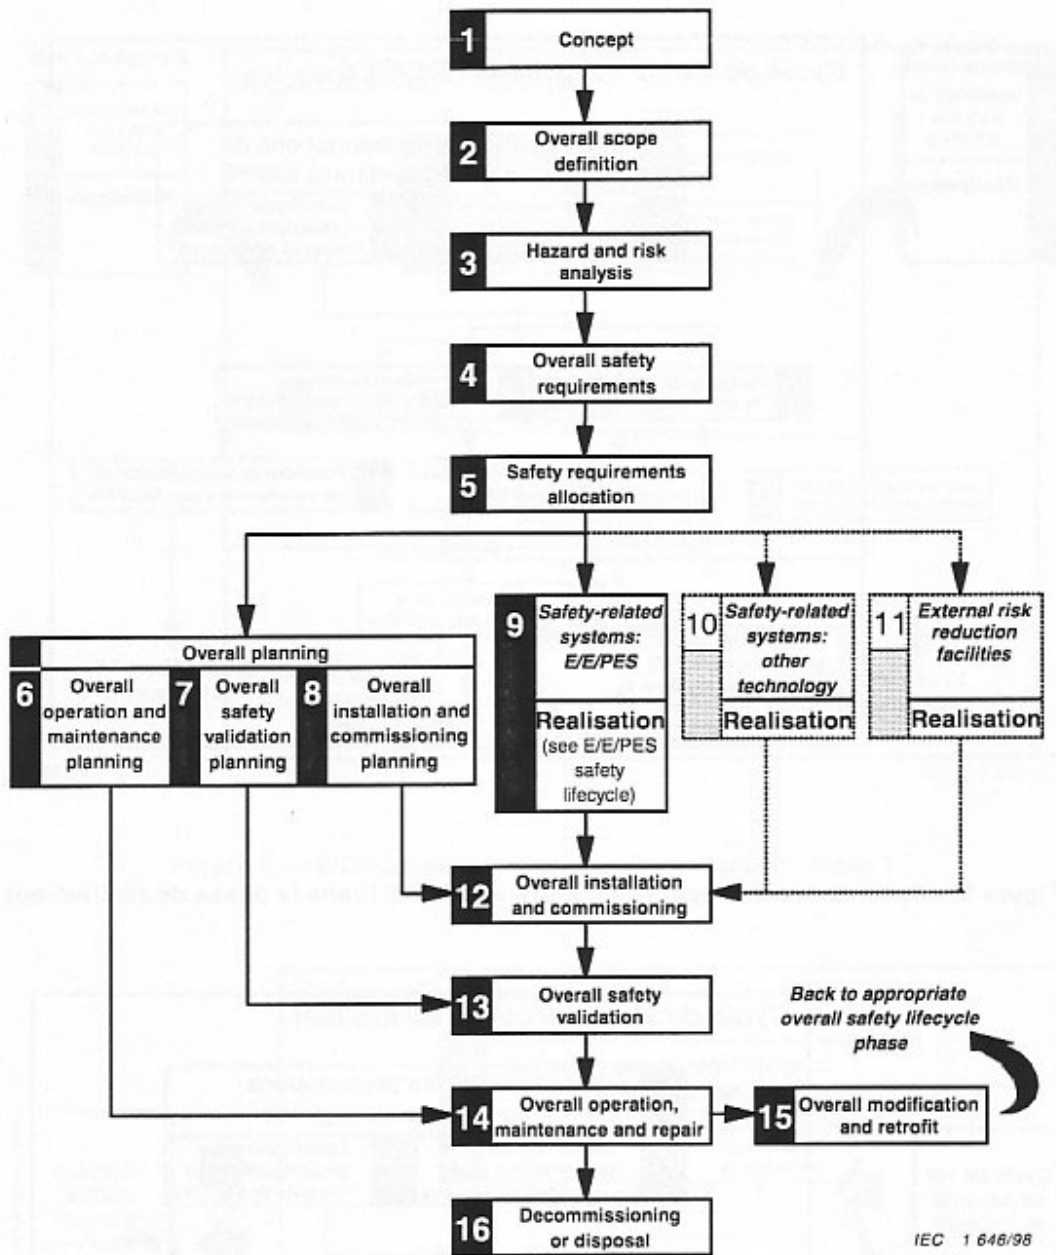 1 Concept
2 Overall scope
definition
3 Hazard and risk
analysis
4 Overall safety
requirements
5 Safety requirements
allocation
Overall planning
6 Overall
operation and
maintenance
planning
7 Overall
safety
validation
planning
8 Overall
installation and
commissioning
planning
9 Safety-related
systems:
E/E/PES
Realisation
(see E/E/PES
safety
lifecycle)
10 Safety-related
systems:
other
technology
Realisation
11 External risk
reduction
facilities
Realisation
12 Overall installation
and commissioning
13 Overall safety
validation
Back to appropriate
overall safety lifecycle
phase
14 Overall operation,
maintenance and repair
15 Overall modification
and retrofit
16 Decommissioning
or disposal
IEC 1 646/98